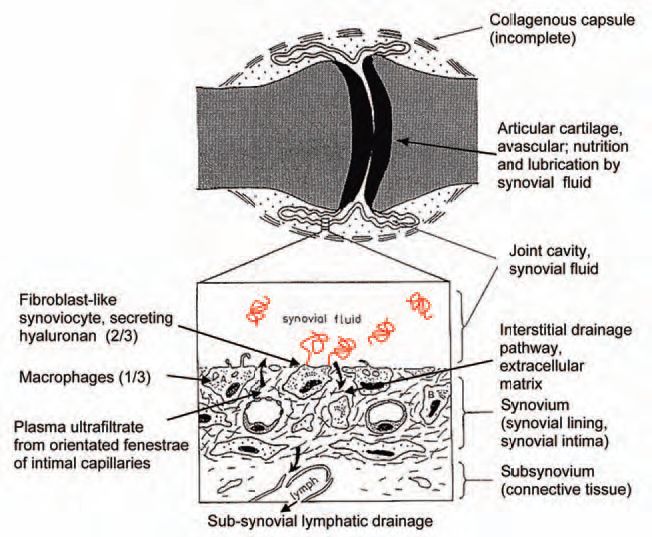 Collagenous capsule
(incomplete)
Articular cartilage,
avascular; nutrition
and lubrication by
synovial fluid
Joint cavity,
synovial fluid
Fibroblast-like
synoviocyte, secreting
hyaluronan (2/3)
synovial fluid
Interstitial drainage
pathway,
extracellular
matrix
Macrophages (1/3)
B
Synovium
(synovial lining,
synovial intima)
Plasma ultrafiltrate
from orientated fenestrae
of intimal capillaries
Subsynovium
(connective tissue)
lymph
Sub-synovial lymphatic drainage